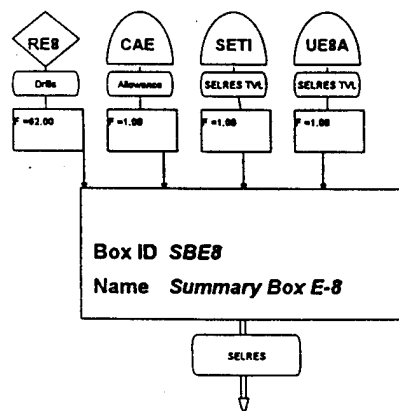 RE8 CAE SETI UE8A
Drills Allowance SELRES TVL SELRES TVL
F =62.00 F =1.00 F =1.00 F =1.00
Box ID SBE8
Name Summary Box E-8
SELRES